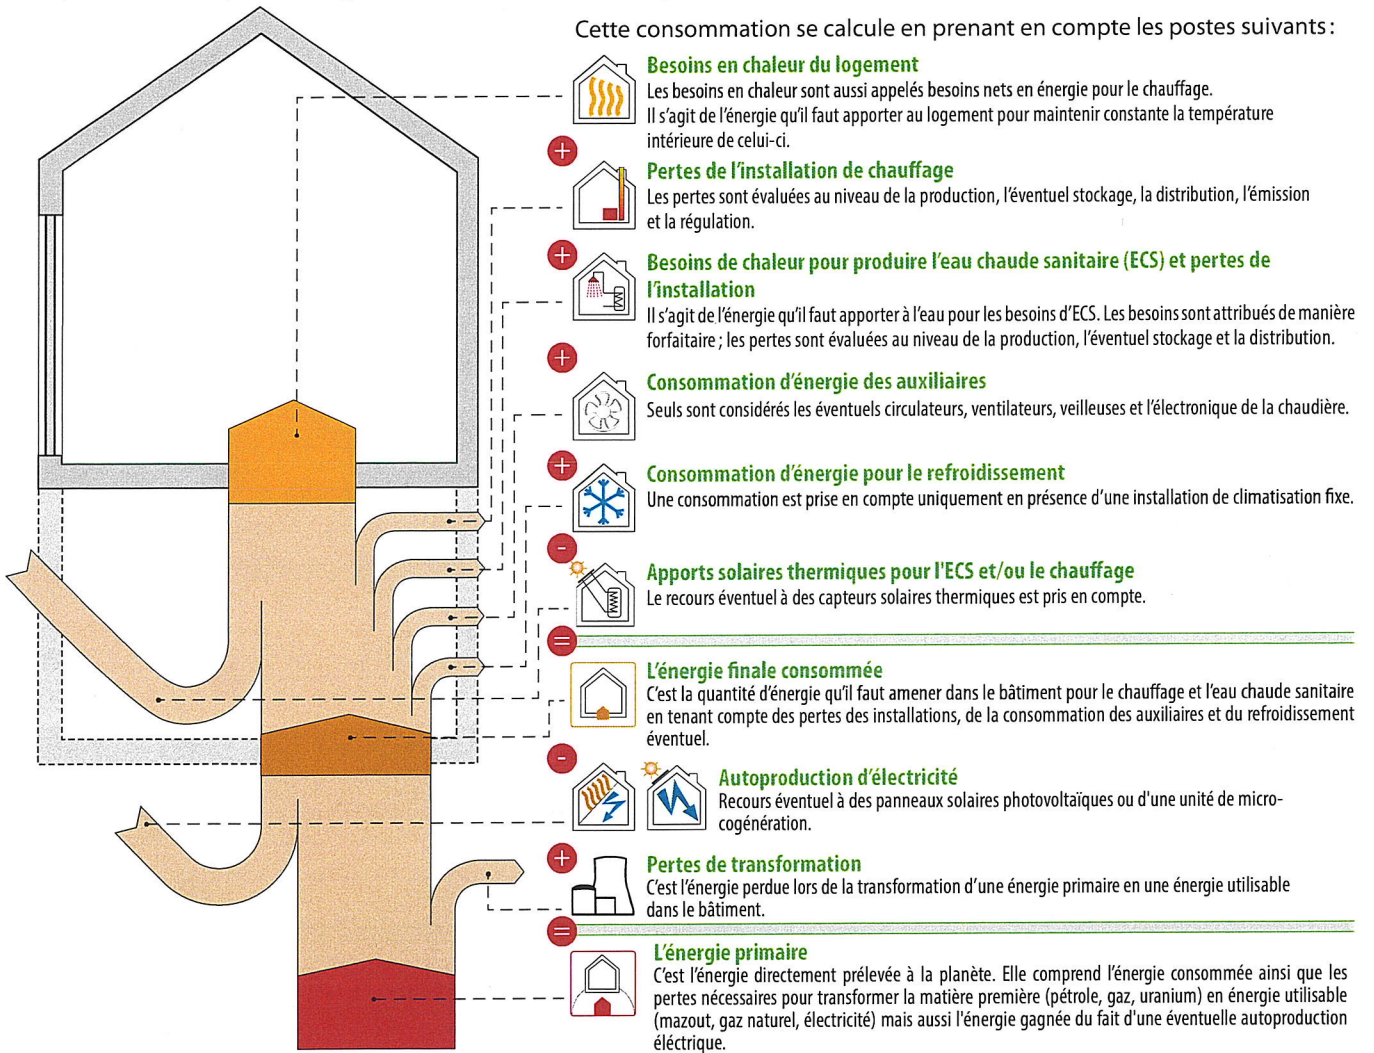 Cette consommation se calcule en prenant en compte les postes suivants :
Besoins en chaleur du logement
Les besoins en chaleur sont aussi appelés besoins nets en énergie pour le chauffage.
Il s'agit de l'énergie qu'il faut apporter au logement pour maintenir constante la température
intérieure de celui-ci.
+
Pertes de l'installation de chauffage
Les pertes sont évaluées au niveau de la production, l'éventuel stockage, la distribution, l'émission
et la régulation.
+
Besoins de chaleur pour produire l'eau chaude sanitaire (ECS) et pertes de
l'installation
Il s'agit de l'énergie qu'il faut apporter à l'eau pour les besoins d'ECS. Les besoins sont attribués de manière
forfaitaire ; les pertes sont évaluées au niveau de la production, l'éventuel stockage et la distribution.
+
Consommation d'énergie des auxiliaires
Seuls sont considérés les éventuels circulateurs, ventilateurs, veilleuses et l'électronique de la chaudière.
+
Consommation d'énergie pour le refroidissement
Une consommation est prise en compte uniquement en présence d'une installation de climatisation fixe.
-
Apports solaires thermiques pour l'ECS et/ou le chauffage
Le recours éventuel à des capteurs solaires thermiques est pris en compte.
=
L'énergie finale consommée
C'est la quantité d'énergie qu'il faut amener dans le bâtiment pour le chauffage et l'eau chaude sanitaire
en tenant compte des pertes des installations, de la consommation des auxiliaires et du refroidissement
éventuel.
-
Autoproduction d'électricité
Recours éventuel à des panneaux solaires photovoltaïques ou d'une unité de micro-
cogénération.
+
Pertes de transformation
C'est l'énergie perdue lors de la transformation d'une énergie primaire en une énergie utilisable
dans le bâtiment.
=
L'énergie primaire
C'est l'énergie directement prélevée à la planète. Elle comprend l'énergie consommée ainsi que les
pertes nécessaires pour transformer la matière première (pétrole, gaz, uranium) en énergie utilisable
(mazout, gaz naturel, électricité) mais aussi l'énergie gagnée du fait d'une éventuelle autoproduction
éléctrique.